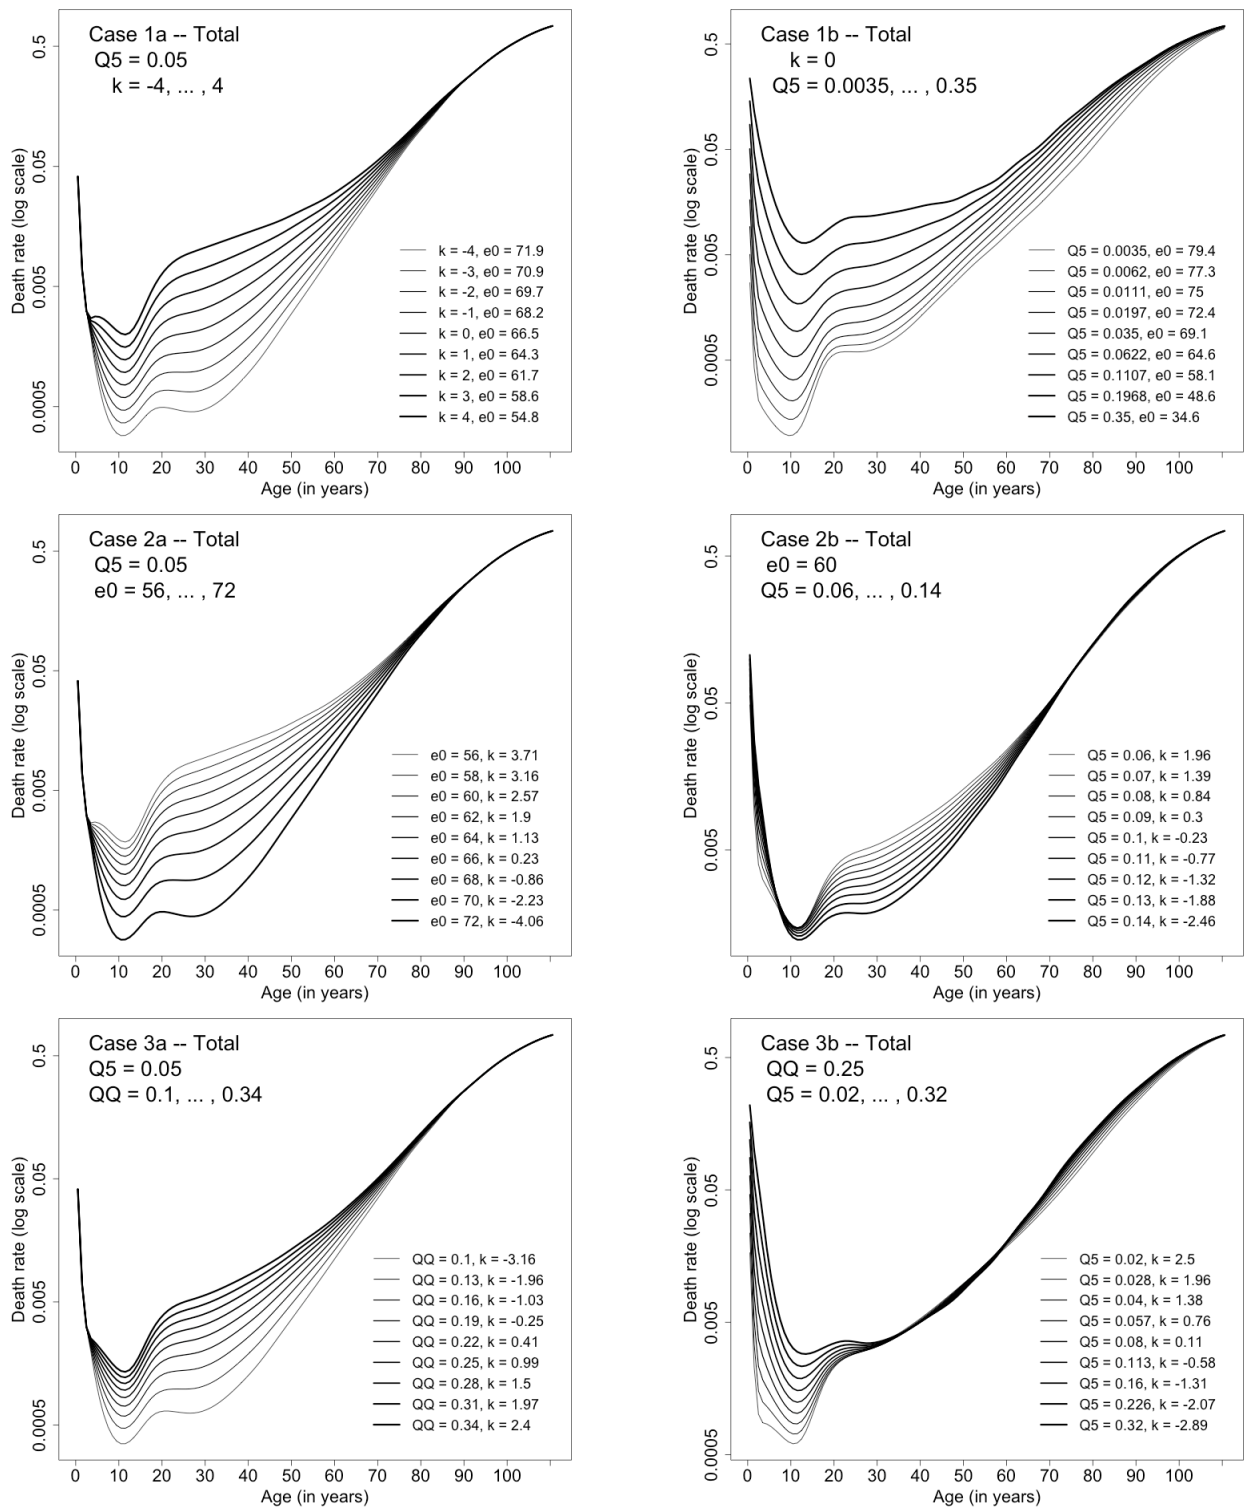 Case 1a -- Total
Q5 = 0.05
k = -4, ... , 4
Death rate (log scale)
0.5
0.05
0.005
0.0005
k = -4, e0 = 71.9
k = -3, e0 = 70.9
k = -2, e0 = 69.7
k = -1, e0 = 68.2
k = 0, e0 = 66.5
k = 1, e0 = 64.3
k = 2, e0 = 61.7
k = 3, e0 = 58.6
k = 4, e0 = 54.8
0 10 20 30 40 50 60 70 80 90 100
Age (in years)
Case 1b -- Total
k = 0
Q5 = 0.0035, ... , 0.35
Death rate (log scale)
0.5
0.05
0.005
0.0005
Q5 = 0.0035, e0 = 79.4
Q5 = 0.0062, e0 = 77.3
Q5 = 0.0111, e0 = 75
Q5 = 0.0197, e0 = 72.4
Q5 = 0.035, e0 = 69.1
Q5 = 0.0622, e0 = 64.6
Q5 = 0.1107, e0 = 58.1
Q5 = 0.1968, e0 = 48.6
Q5 = 0.35, e0 = 34.6
0 10 20 30 40 50 60 70 80 90 100
Age (in years)
Case 2a -- Total
Q5 = 0.05
e0 = 56, ... , 72
Death rate (log scale)
0.5
0.05
0.005
0.0005
e0 = 56, k = 3.71
e0 = 58, k = 3.16
e0 = 60, k = 2.57
e0 = 62, k = 1.9
e0 = 64, k = 1.13
e0 = 66, k = 0.23
e0 = 68, k = -0.86
e0 = 70, k = -2.23
e0 = 72, k = -4.06
0 10 20 30 40 50 60 70 80 90 100
Age (in years)
Case 2b -- Total
e0 = 60
Q5 = 0.06, ... , 0.14
Death rate (log scale)
0.5
0.05
0.005
Q5 = 0.06, k = 1.96
Q5 = 0.07, k = 1.39
Q5 = 0.08, k = 0.84
Q5 = 0.09, k = 0.3
Q5 = 0.1, k = -0.23
Q5 = 0.11, k = -0.77
Q5 = 0.12, k = -1.32
Q5 = 0.13, k = -1.88
Q5 = 0.14, k = -2.46
0 10 20 30 40 50 60 70 80 90 100
Age (in years)
Case 3a -- Total
Q5 = 0.05
QQ = 0.1, ... , 0.34
Death rate (log scale)
0.5
0.05
0.005
0.0005
QQ = 0.1, k = -3.16
QQ = 0.13, k = -1.96
QQ = 0.16, k = -1.03
QQ = 0.19, k = -0.25
QQ = 0.22, k = 0.41
QQ = 0.25, k = 0.99
QQ = 0.28, k = 1.5
QQ = 0.31, k = 1.97
QQ = 0.34, k = 2.4
0 10 20 30 40 50 60 70 80 90 100
Age (in years)
Case 3b -- Total
QQ = 0.25
Q5 = 0.02, ... , 0.32
Death rate (log scale)
0.5
0.05
0.005
0.0005
Q5 = 0.02, k = 2.5
Q5 = 0.028, k = 1.96
Q5 = 0.04, k = 1.38
Q5 = 0.057, k = 0.76
Q5 = 0.08, k = 0.11
Q5 = 0.113, k = -0.58
Q5 = 0.16, k = -1.31
Q5 = 0.226, k = -2.07
Q5 = 0.32, k = -2.89
0 10 20 30 40 50 60 70 80 90 100
Age (in years)